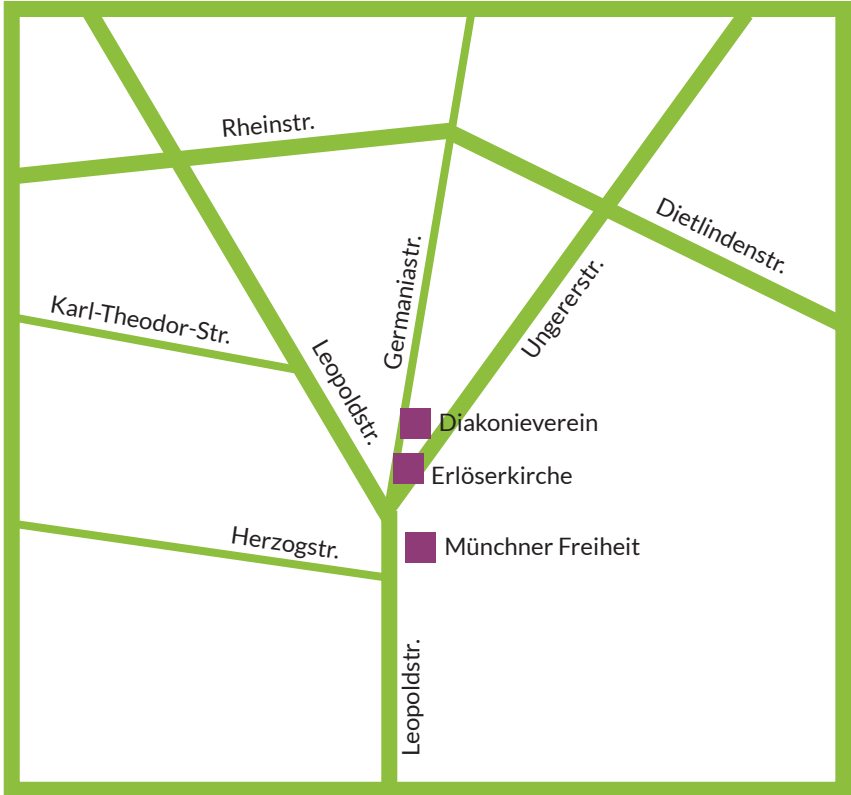 Rheinstr.
Dietlindenstr.
Germaniastr.
Ungererstr.
Karl-Theodor-Str.
Leopoldstr.
Diakonieverein
Erlöserkirche
Herzogstr.
Münchner Freiheit
Leopoldstr.